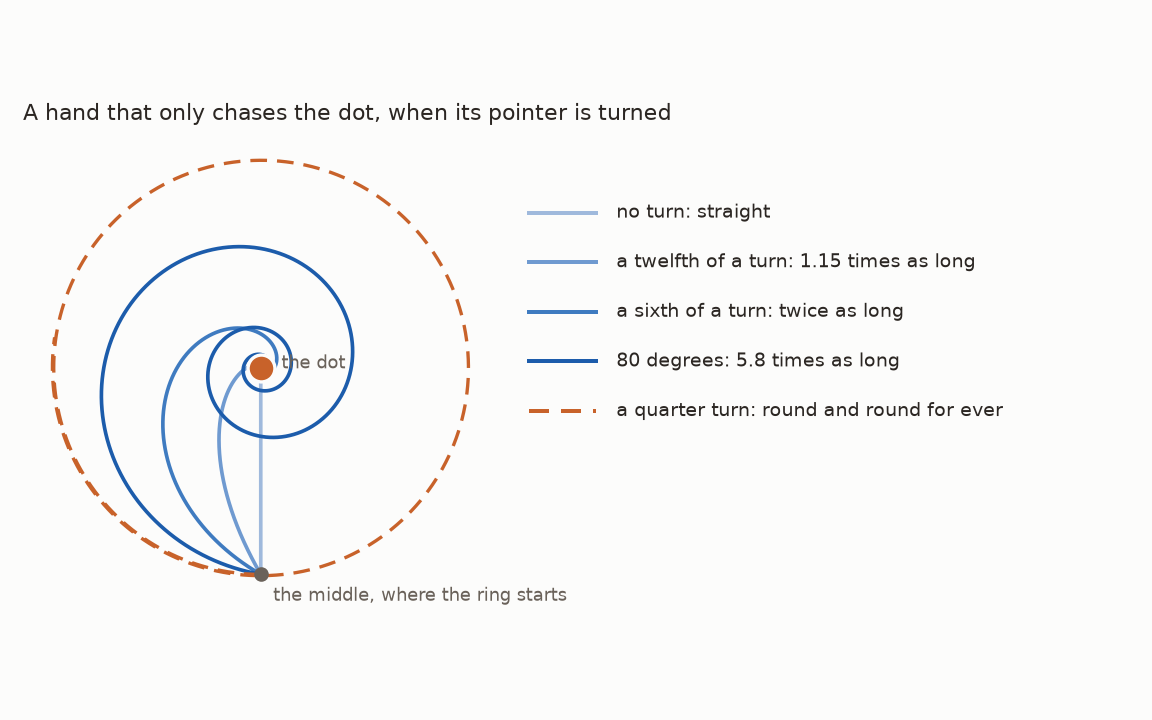 A hand that only chases the dot, when its pointer is turned
no turn: straight
a twelfth of a turn: 1.15 times as long
a sixth of a turn: twice as long
the dot
80 degrees: 5.8 times as long
a quarter turn: round and round for ever
the middle, where the ring starts